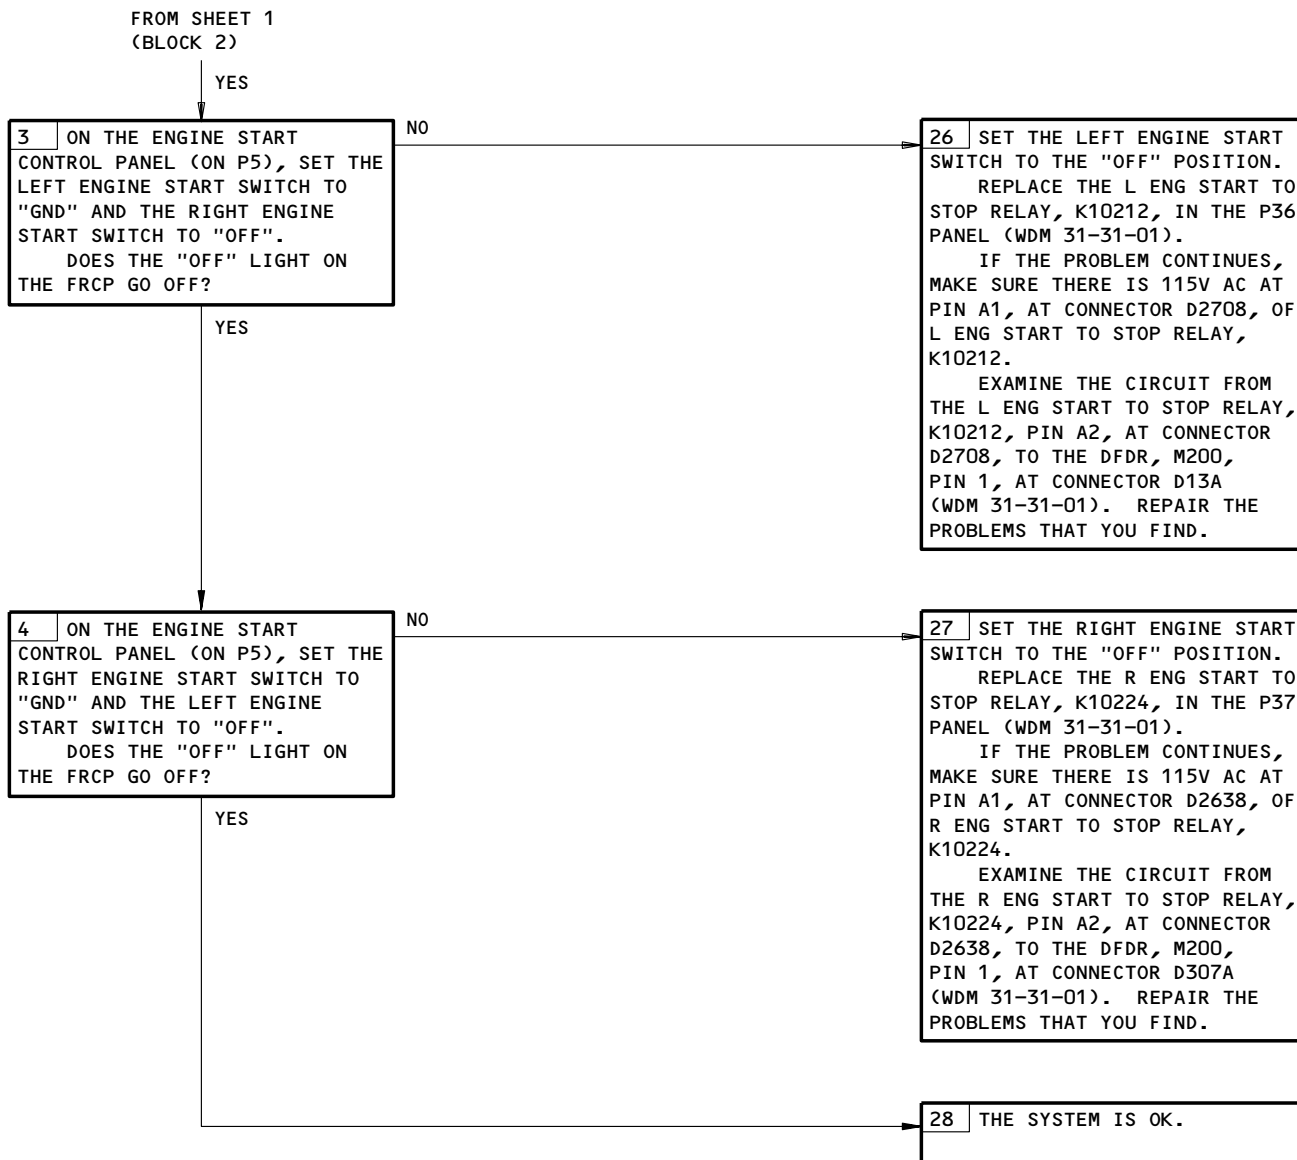 FROM SHEET 1
(BLOCK 2)
YES
3 ON THE ENGINE START
CONTROL PANEL (ON P5), SET THE
LEFT ENGINE START SWITCH TO
"GND" AND THE RIGHT ENGINE
START SWITCH TO "OFF".
DOES THE "OFF" LIGHT ON
THE FRCP GO OFF?
NO
YES
26 SET THE LEFT ENGINE START
SWITCH TO THE "OFF" POSITION.
REPLACE THE L ENG START TO
STOP RELAY, K10212, IN THE P36
PANEL (WDM 31-31-01).
IF THE PROBLEM CONTINUES,
MAKE SURE THERE IS 115V AC AT
PIN A1, AT CONNECTOR D2708, OF
L ENG START TO STOP RELAY,
K10212.
EXAMINE THE CIRCUIT FROM
THE L ENG START TO STOP RELAY,
K10212, PIN A2, AT CONNECTOR
D2708, TO THE DFDR, M200,
PIN 1, AT CONNECTOR D13A
(WDM 31-31-01). REPAIR THE
PROBLEMS THAT YOU FIND.
4 ON THE ENGINE START
CONTROL PANEL (ON P5), SET THE
RIGHT ENGINE START SWITCH TO
"GND" AND THE LEFT ENGINE
START SWITCH TO "OFF".
DOES THE "OFF" LIGHT ON
THE FRCP GO OFF?
NO
YES
27 SET THE RIGHT ENGINE START
SWITCH TO THE "OFF" POSITION.
REPLACE THE R ENG START TO
STOP RELAY, K10224, IN THE P37
PANEL (WDM 31-31-01).
IF THE PROBLEM CONTINUES,
MAKE SURE THERE IS 115V AC AT
PIN A1, AT CONNECTOR D2638, OF
R ENG START TO STOP RELAY,
K10224.
EXAMINE THE CIRCUIT FROM
THE R ENG START TO STOP RELAY,
K10224, PIN A2, AT CONNECTOR
D2638, TO THE DFDR, M200,
PIN 1, AT CONNECTOR D307A
(WDM 31-31-01). REPAIR THE
PROBLEMS THAT YOU FIND.
28 THE SYSTEM IS OK.